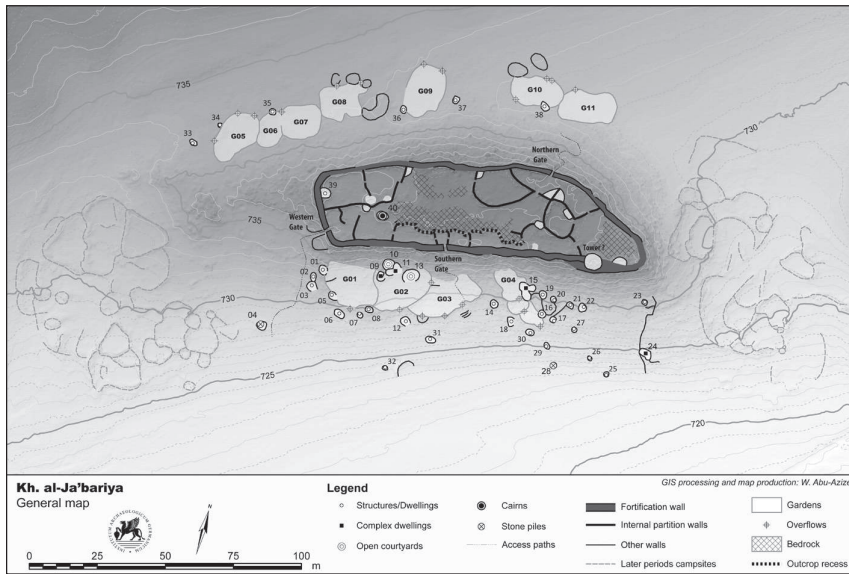 735
G08
G09
G10
G11
34
35
36
37
38
33
G05
G06
G07
730
Northern
Gate
39
735
40
Western
Gate
Tower?
Southern
Gate
01
02
03
10
09
11
13
G01
G02
G03
G04
15
05
730
04
06
07
08
12
14
16
17
18
19
20
21
22
23
27
31
30
29
24
32
28
26
25
725
720
Kh. al-Ja'bariya
General map
INSTITUTUM ARCHAEOLOGICUM GERMANICUM
0 25 50 75 100
m
Legend
Structures/Dwellings
Complex dwellings
Open courtyards
Cairns
Stone piles
Access paths
Fortification wall
Internal partition walls
Other walls
Later periods campsites
GIS processing and map production: W. Abu-Azize
Gardens
Overflows
Bedrock
Outcrop recess